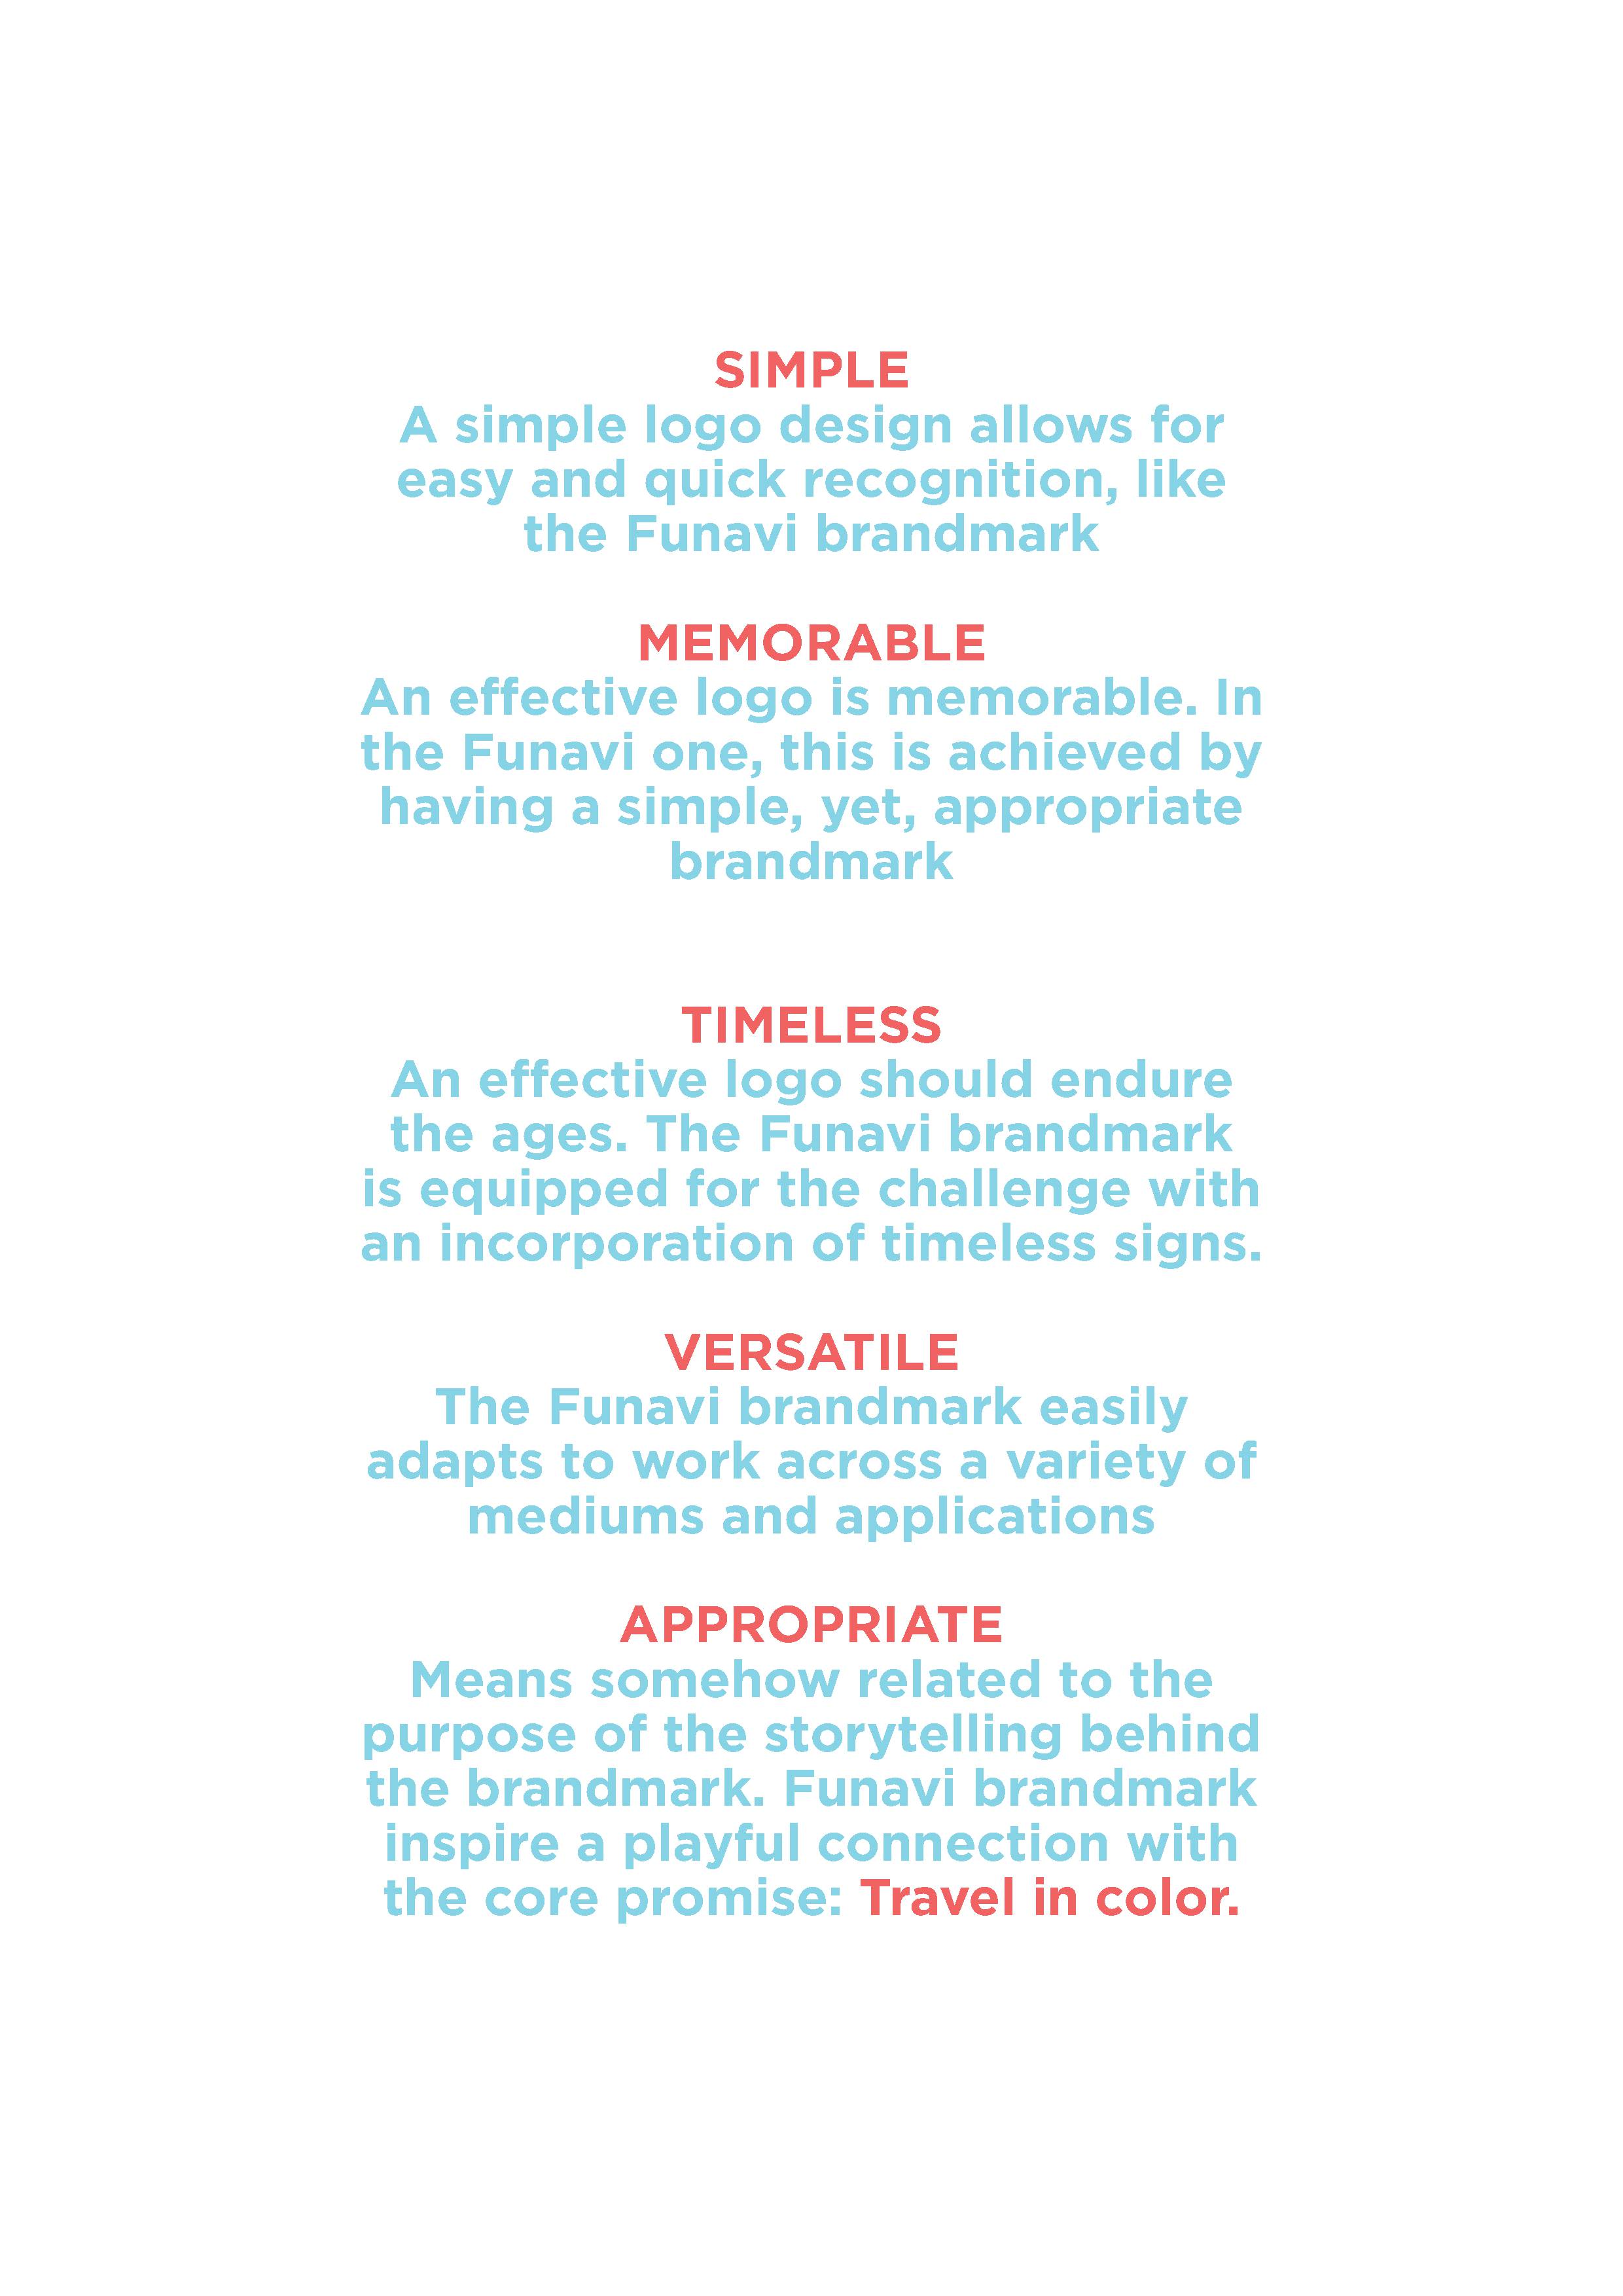 SIMPLE
A simple logo design allows for
easy and quick recognition, like
the Funavi brandmark
MEMORABLE
An effective logo is memorable. In
the Funavi one, this is achieved by
having a simple, yet, appropriate
brandmark
TIMELESS
An effective logo should endure
the ages. The Funavi brandmark
is equipped for the challenge with
an incorporation of timeless signs.
VERSATILE
The Funavi brandmark easily
adapts to work across a variety of
mediums and applications
APPROPRIATE
Means somehow related to the
purpose of the storytelling behind
the brandmark. Funavi brandmark
inspire a playful connection with
the core promise: Travel in color.